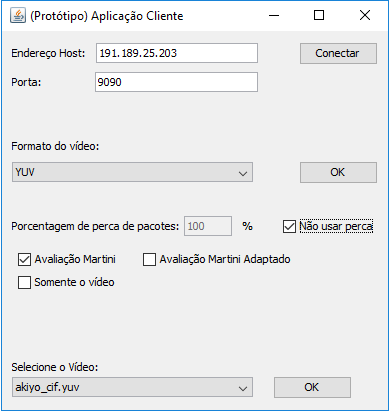 (Protótipo) Aplicação Cliente
Endereço Host: 191.189.25.203 Conectar
Porta: 9090
Formato do vídeo:
YUV OK
Porcentagem de perca de pacotes: 100 % Não usar perca
Avaliação Martini Avaliação Martini Adaptado
Somente o vídeo
Selecione o Vídeo:
akiyo_cif.yuv OK